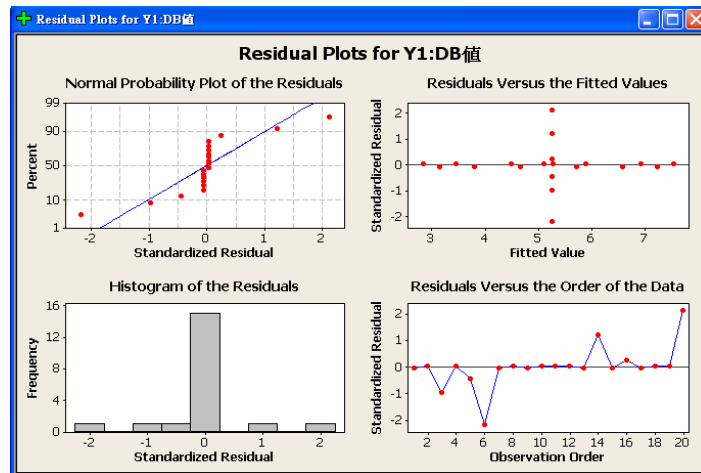 Residual Plots for Y1:DB值
Residual Plots for Y1:DB值
Normal Probability Plot of the Residuals
99
90
50
10
1
Percent
-2 -1 0 1 2
Standardized Residual
Residuals Versus the Fitted Values
2
1
0
-1
-2
Standardized Residual
3 4 5 6 7
Fitted Value
Histogram of the Residuals
16
12
8
4
0
Frequency
-2 -1 0 1 2
Standardized Residual
Residuals Versus the Order of the Data
2
1
0
-1
-2
Standardized Residual
2 4 6 8 10 12 14 16 18 20
Observation Order